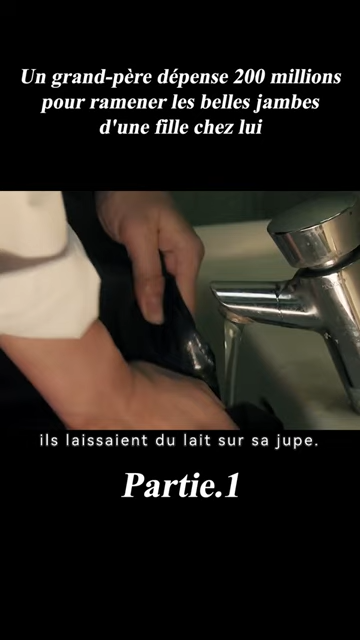 Un grand-père dépense 200 millions
pour ramener les belles jambes
d'une fille chez lui
ils laissaient du lait sur sa jupe.
Partie.1